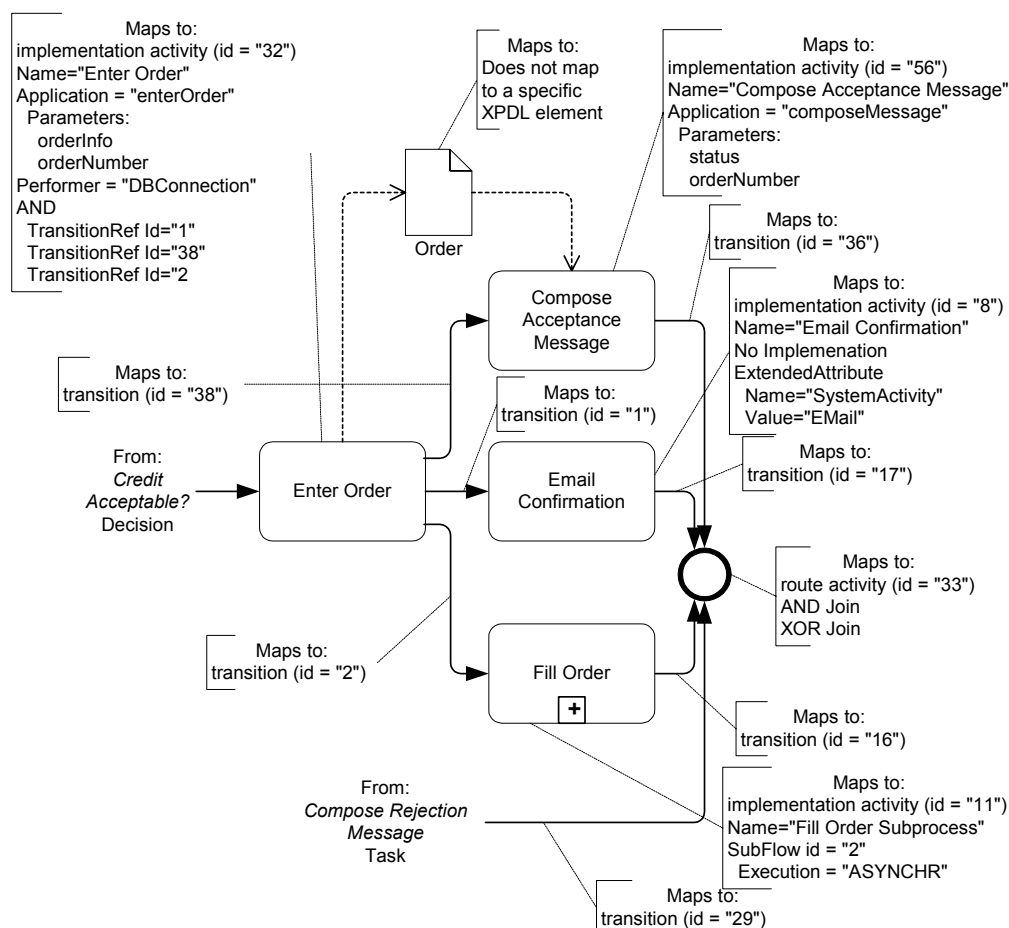 Maps to:
implementation activity (id = "32")
Name="Enter Order"
Application = "enterOrder"
Parameters:
orderInfo
orderNumber
Performer = "DBConnection"
AND
TransitionRef Id="1"
TransitionRef Id="38"
TransitionRef Id="2
Maps to:
Does not map
to a specific
XPDL element
Maps to:
implementation activity (id = "56")
Name="Compose Acceptance Message"
Application = "composeMessage"
Parameters:
status
orderNumber
Order
Maps to:
transition (id = "36")
Compose
Acceptance
Message
Maps to:
implementation activity (id = "8")
Name="Email Confirmation"
No Implemenation
ExtendedAttribute
Name="SystemActivity"
Value="EMail"
Maps to:
transition (id = "38")
Maps to:
transition (id = "1")
Maps to:
transition (id = "17")
From:
Credit
Acceptable?
Decision
Enter Order
Email
Confirmation
Maps to:
route activity (id = "33")
AND Join
XOR Join
Maps to:
transition (id = "2")
Fill Order
+
Maps to:
transition (id = "16")
From:
Compose Rejection
Message
Task
Maps to:
implementation activity (id = "11")
Name="Fill Order Subprocess"
SubFlow id = "2"
Execution = "ASYNCHR"
Maps to:
transition (id = "29")